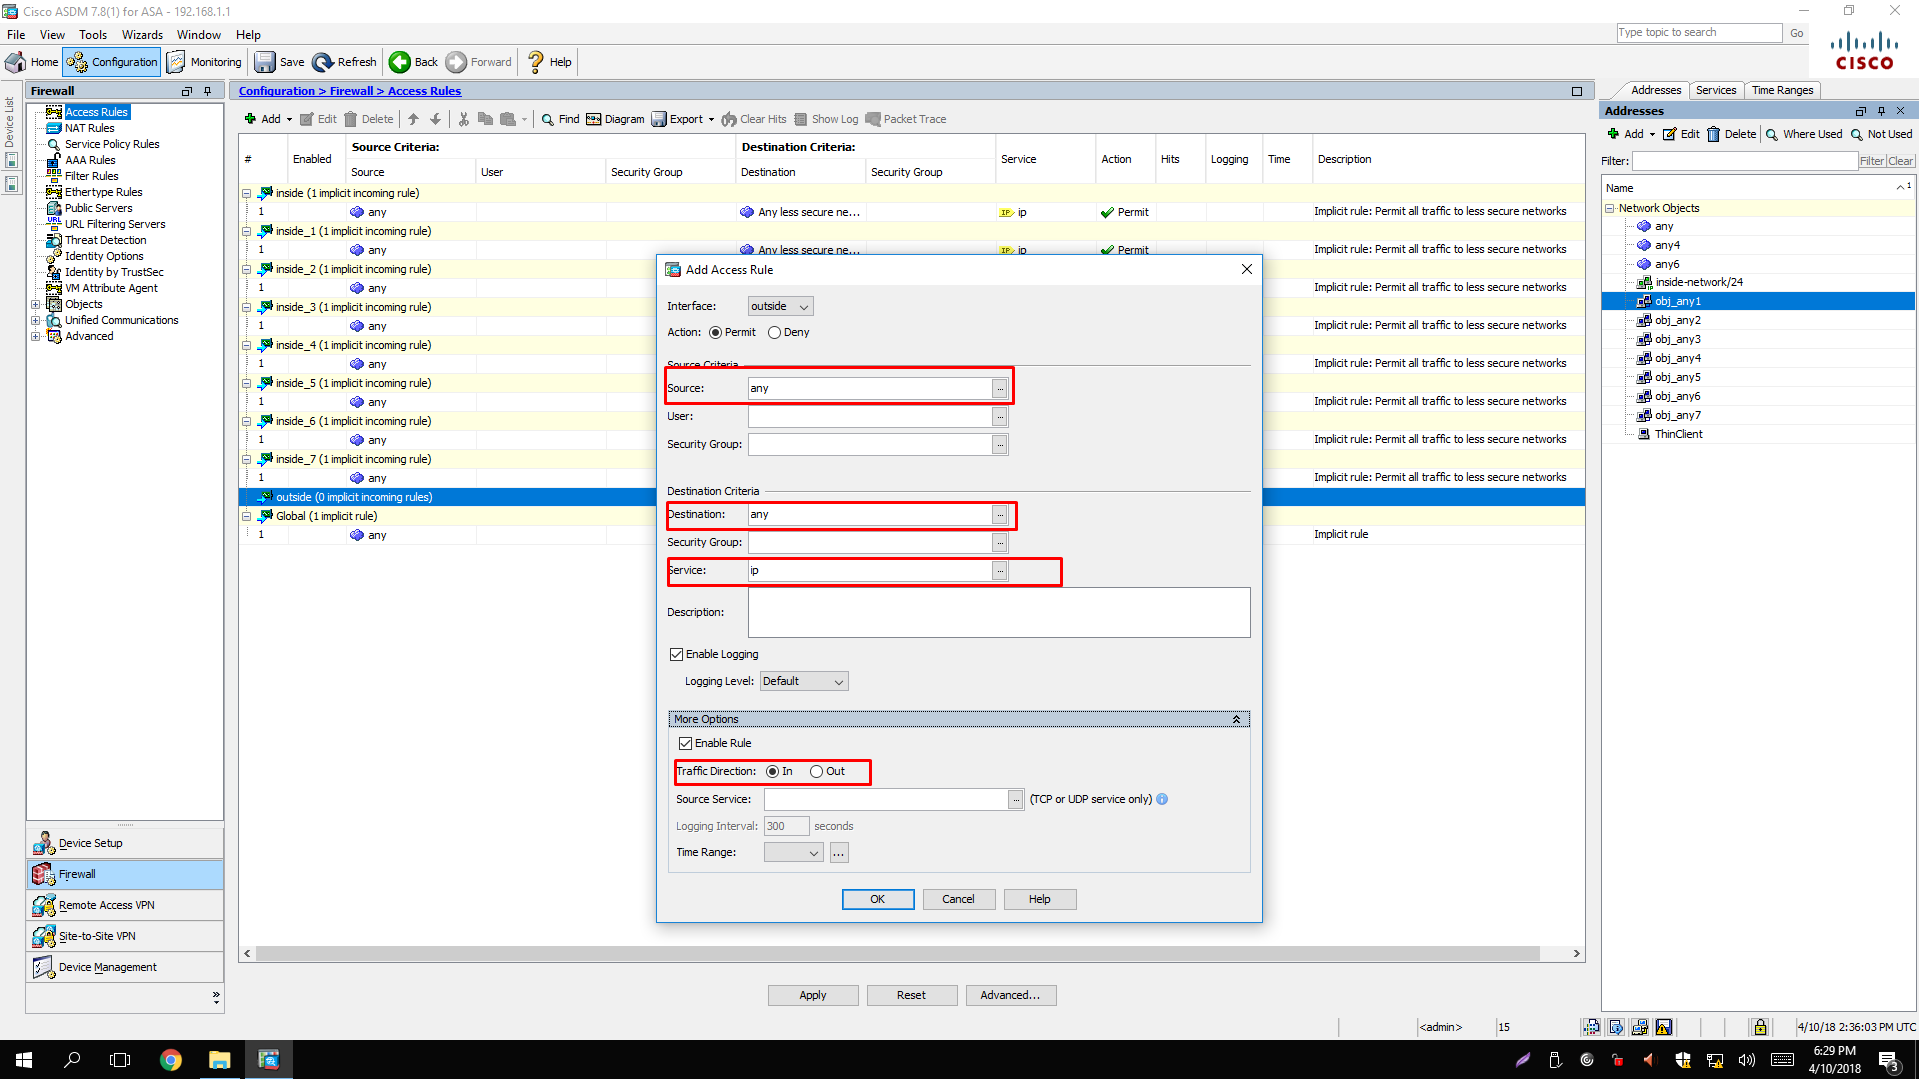 Cisco ASDM 7.8(1) for ASA - 192.168.1.1
File View Tools Wizards Window Help
Type topic to search Go
Home Configuration Monitoring Save Refresh Back Forward Help
CISCO
Device List
Firewall
Access Rules
NAT Rules
Service Policy Rules
AAA Rules
Filter Rules
Ethertype Rules
Public Servers
URL Filtering Servers
Threat Detection
Identity Options
Identity by TrustSec
VM Attribute Agent
Objects
Unified Communications
Advanced
Device Setup
Firewall
Remote Access VPN
Site-to-Site VPN
Device Management
Configuration > Firewall > Access Rules
Add Edit Delete Find Diagram Export Clear Hits Show Log Packet Trace
# Enabled Source Criteria: Destination Criteria: Service Action Hits Logging Time Description
Source User Security Group Destination Security Group
inside (1 implicit incoming rule)
1 any Any less secure ne... ip Permit Implicit rule: Permit all traffic to less secure networks
inside_1 (1 implicit incoming rule)
1 any Any less secure ne... ip Permit Implicit rule: Permit all traffic to less secure networks
inside_2 (1 implicit incoming rule)
1 any Implicit rule: Permit all traffic to less secure networks
inside_3 (1 implicit incoming rule)
1 any Implicit rule: Permit all traffic to less secure networks
inside_4 (1 implicit incoming rule)
1 any Implicit rule: Permit all traffic to less secure networks
inside_5 (1 implicit incoming rule)
1 any Implicit rule: Permit all traffic to less secure networks
inside_6 (1 implicit incoming rule)
1 any Implicit rule: Permit all traffic to less secure networks
inside_7 (1 implicit incoming rule)
1 any Implicit rule: Permit all traffic to less secure networks
outside (0 implicit incoming rules)
Global (1 implicit rule)
1 any Implicit rule
Add Access Rule
Interface: outside
Action: Permit Deny
Source Criteria
Source: any ...
User: ...
Security Group: ...
Destination Criteria
Destination: any ...
Security Group: ...
Service: ip ...
Description:
Enable Logging
Logging Level: Default
More Options
Enable Rule
Traffic Direction: In Out
Source Service: ... (TCP or UDP service only)
Logging Interval: 300 seconds
Time Range: ...
OK Cancel Help
Apply Reset Advanced...
Addresses Services Time Ranges
Addresses
Add Edit Delete Where Used Not Used
Filter: Filter Clear
Name 1
Network Objects
any
any4
any6
inside-network/24
obj_any1
obj_any2
obj_any3
obj_any4
obj_any5
obj_any6
obj_any7
ThinClient
<admin> 15 4/10/18 2:36:03 PM UTC
6:29 PM
4/10/2018
3